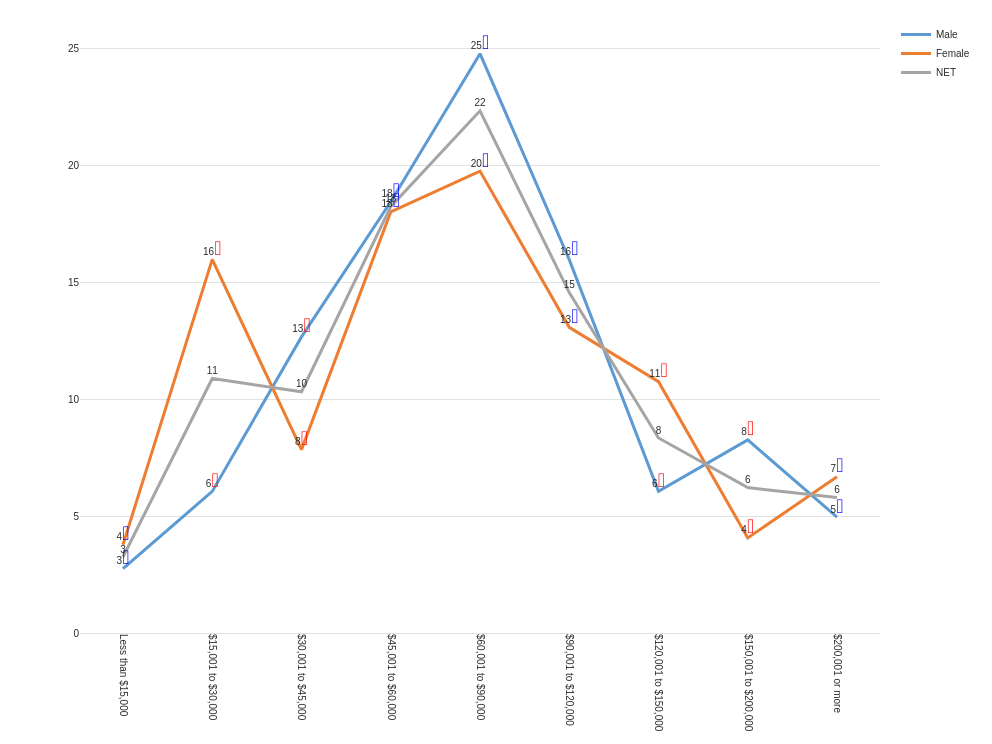 Male
Female
NET
25
20
15
10
5
0
25
22
20
18
18
16
16
15
13
13
11
11
10
8
8
8
8
6
6
6
6
4
4
7
5
3
3
Less than $15,000
$15,001 to $30,000
$30,001 to $45,000
$45,001 to $60,000
$60,001 to $90,000
$90,001 to $120,000
$120,001 to $150,000
$150,001 to $200,000
$200,001 or more